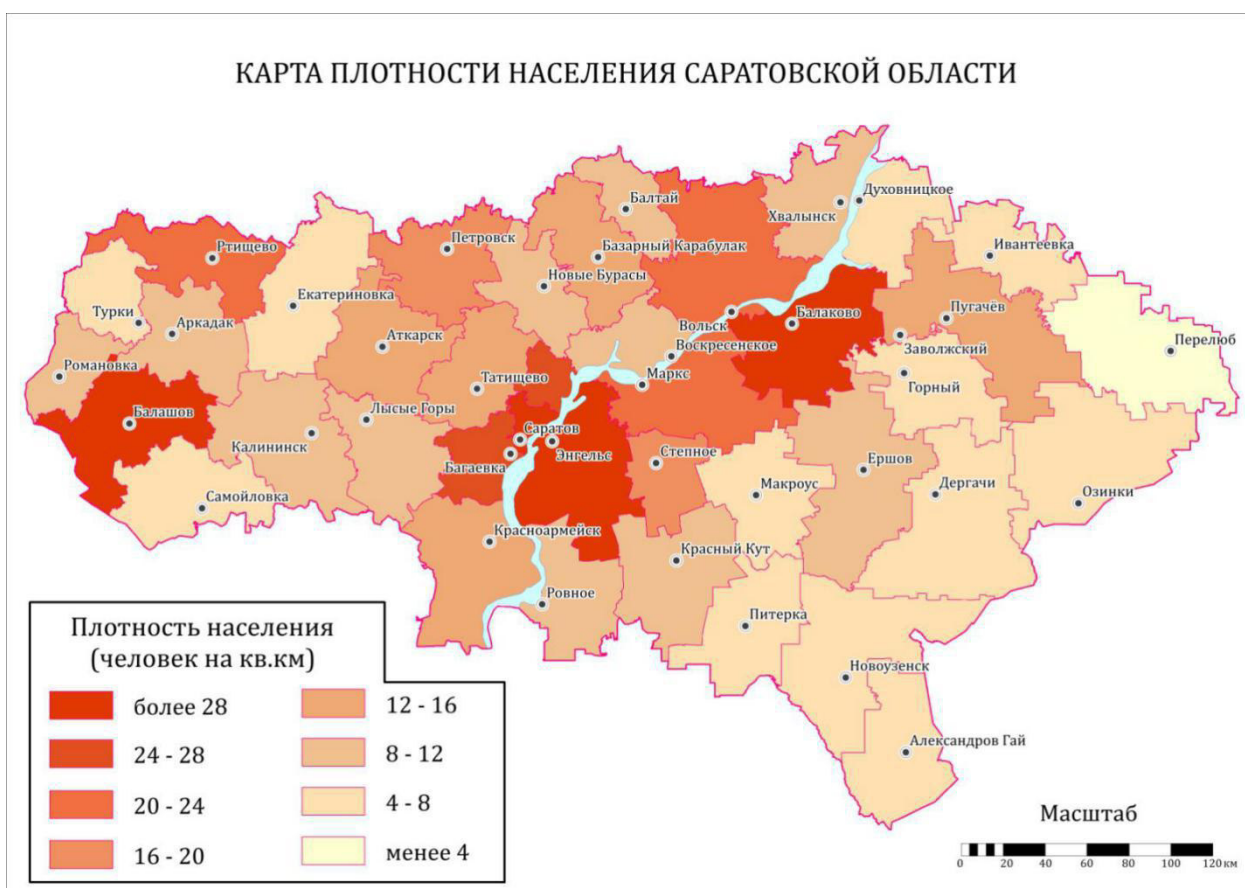 КАРТА ПЛОТНОСТИ НАСЕЛЕНИЯ САРАТОВСКОЙ ОБЛАСТИ
Балтай
Духовницкое
Хвалынск
Ртищево
Петровск
Базарный Карабулак
Ивантеевка
Новые Бурасы
Екатериновка
Турки
Аркадак
Вольск
Балаково
Пугачёв
Аткарск
Воскресенское
Заволжский
Перелюб
Романовка
Татищево
Маркс
Горный
Балашов
Лысые Горы
Калининск
Саратов
Энгельс
Багаевка
Степное
Ершов
Самойловка
Макроус
Дергачи
Озинки
Красноармейск
Красный Кут
Ровное
Питерка
Новоузенск
Александров Гай
Плотность населения
(человек на кв.км)
более 28
24 - 28
20 - 24
16 - 20
12 - 16
8 - 12
4 - 8
менее 4
Масштаб
0 20 40 60 80 100 120 км